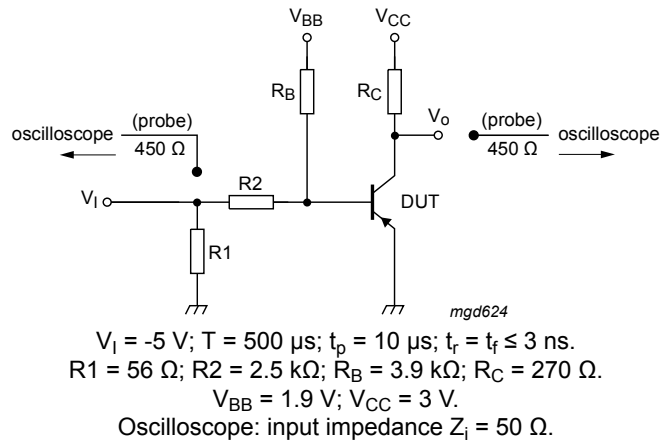 V_BB V_CC
R_B R_C
(probe) V_o (probe)
oscilloscope 450 Ω 450 Ω oscilloscope
R2
V_I DUT
R1
mgd624
V_I = -5 V; T = 500 µs; t_p = 10 µs; t_r = t_f ≤ 3 ns.
R1 = 56 Ω; R2 = 2.5 kΩ; R_B = 3.9 kΩ; R_C = 270 Ω.
V_BB = 1.9 V; V_CC = 3 V.
Oscilloscope: input impedance Z_i = 50 Ω.